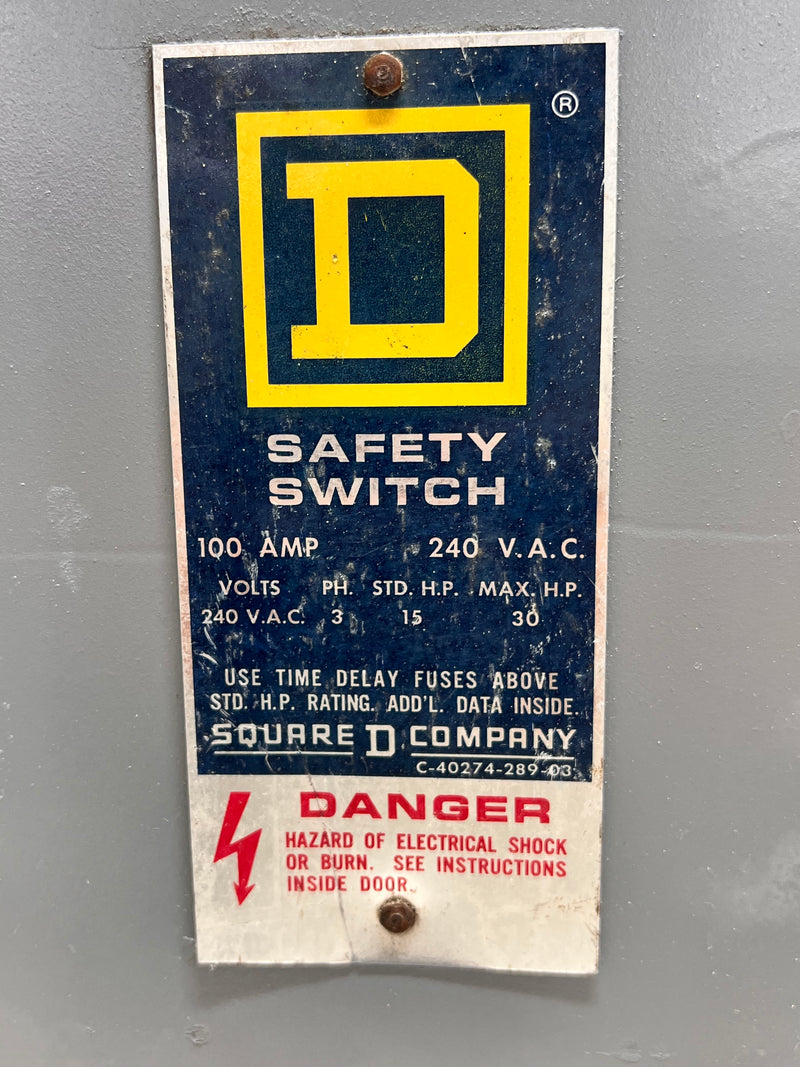 ®
D
SAFETY
SWITCH
100 AMP 240 V.A.C.
VOLTS PH. STD. H.P. MAX. H.P.
240 V.A.C. 3 15 30
USE TIME DELAY FUSES ABOVE
STD. H.P. RATING. ADD'L. DATA INSIDE.
SQUARE D COMPANY
C-40274-289-03
DANGER
HAZARD OF ELECTRICAL SHOCK
OR BURN. SEE INSTRUCTIONS
INSIDE DOOR.